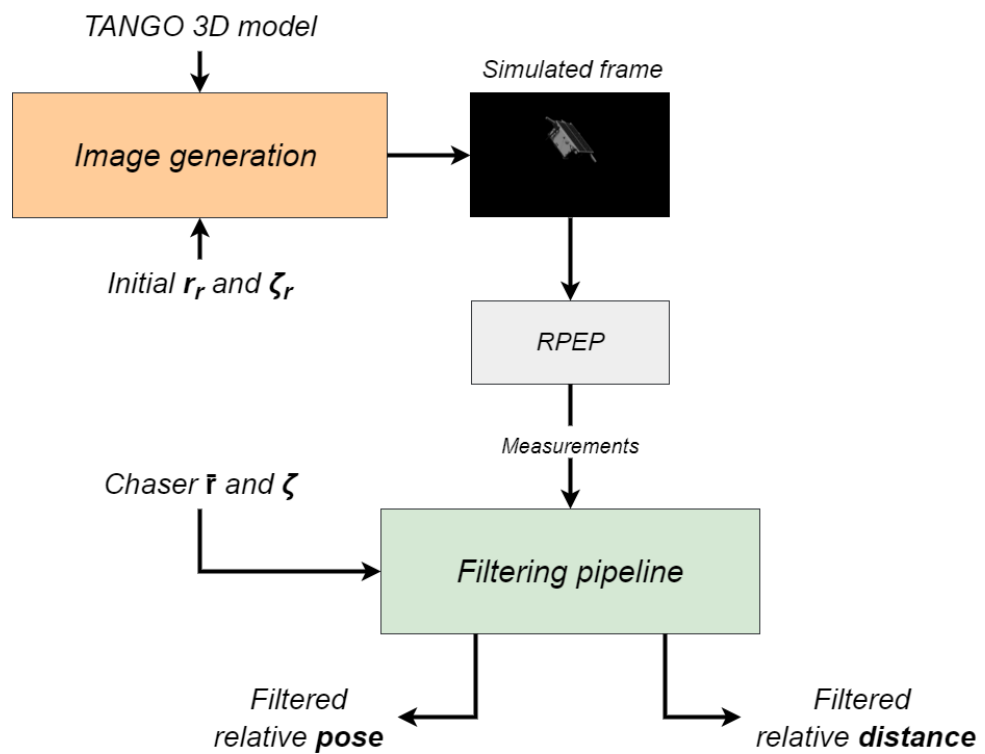 TANGO 3D model
Simulated frame
Image generation
Initial r_r and ζ_r
RPEP
Measurements
Chaser r̄ and ζ
Filtering pipeline
Filtered
relative pose
Filtered
relative distance